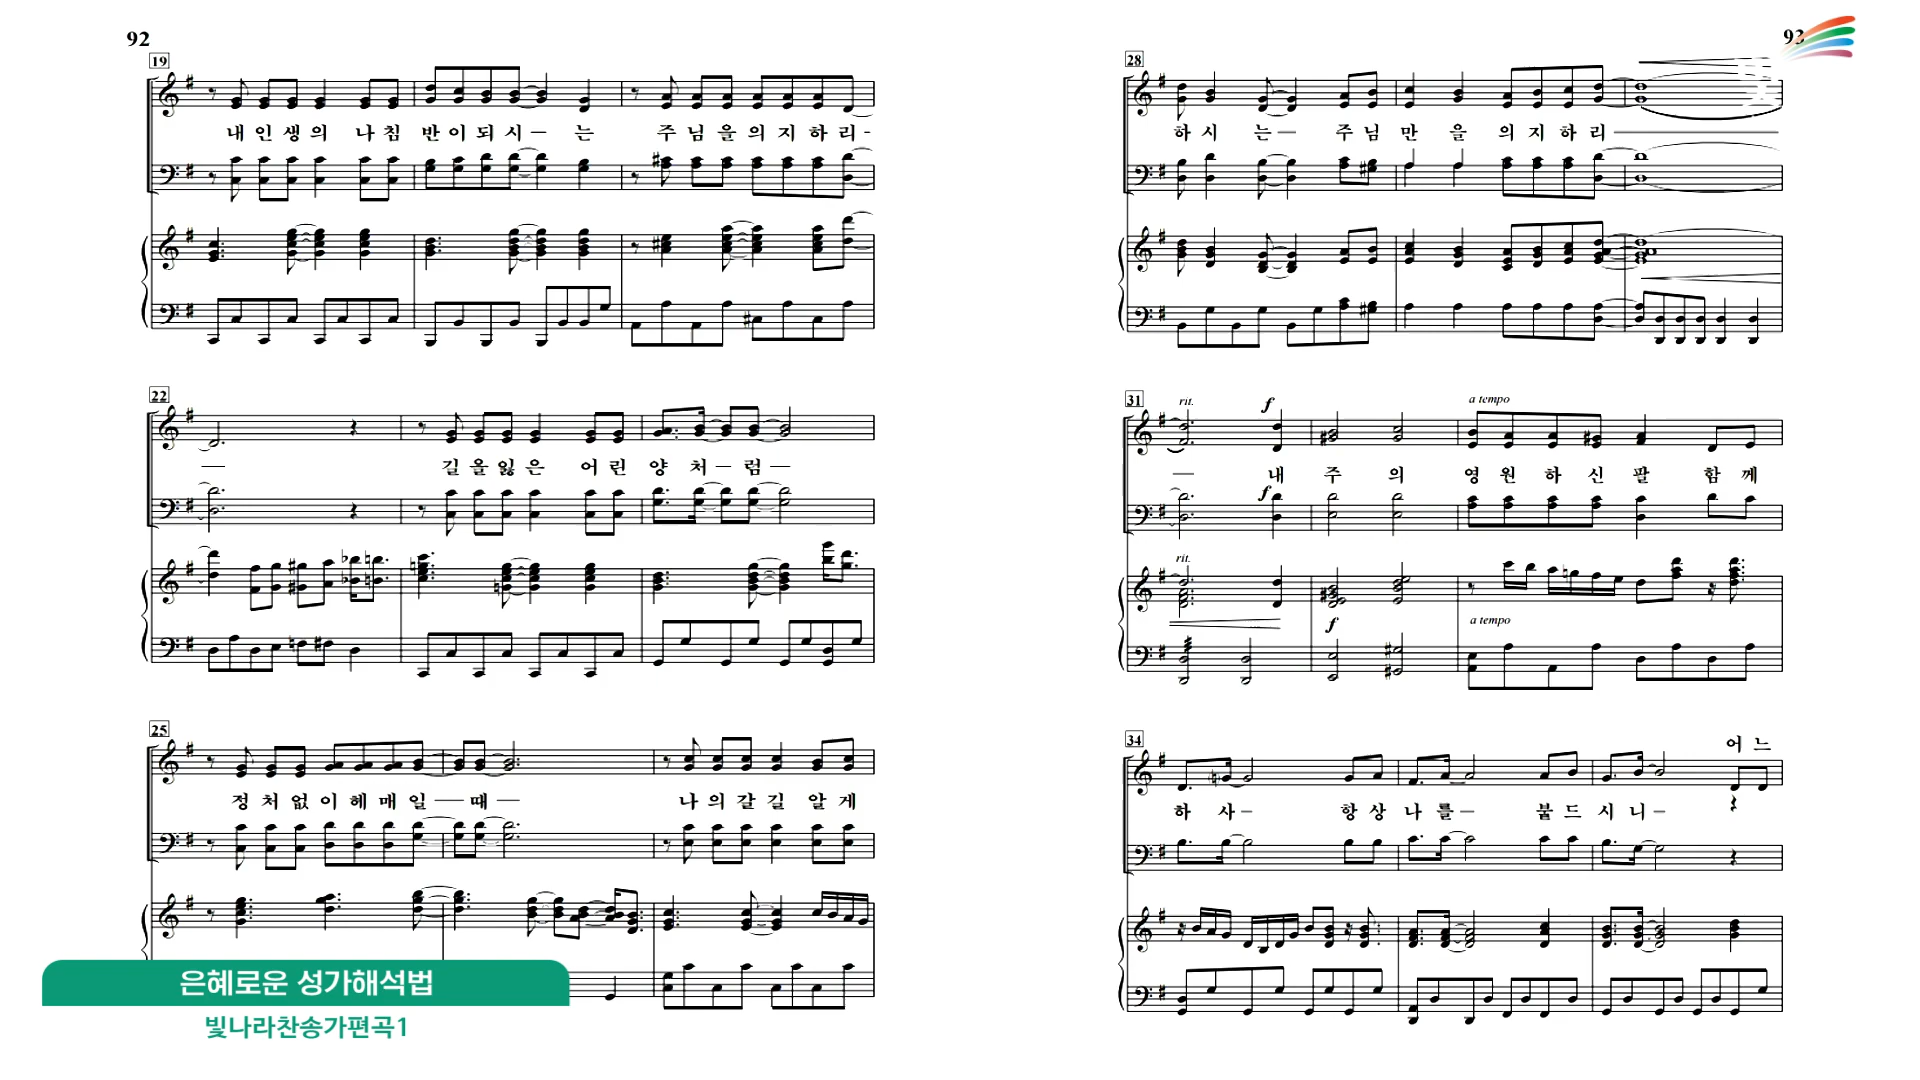 92
19
내 인 생 의 나 침 반 이 되 시 — 는 주 님 을 의 지 하 리 -
22
— 길 을 잃 은 어 린 양 처 — 럼 —
25
정 처 없 이 헤 매 일 — 때 — 나 의 갈 길 알 게
93
28
하 시 는 — 주 님 만 을 의 지 하 리 —
31
rit. f a tempo
— 내 주 의 영 원 하 신 팔 함 께
f
rit.
f a tempo
34
어 느
하 사 — 항 상 나 를 — 붙 드 시 니 —
은혜로운 성가해석법
빛나라찬송가편곡1